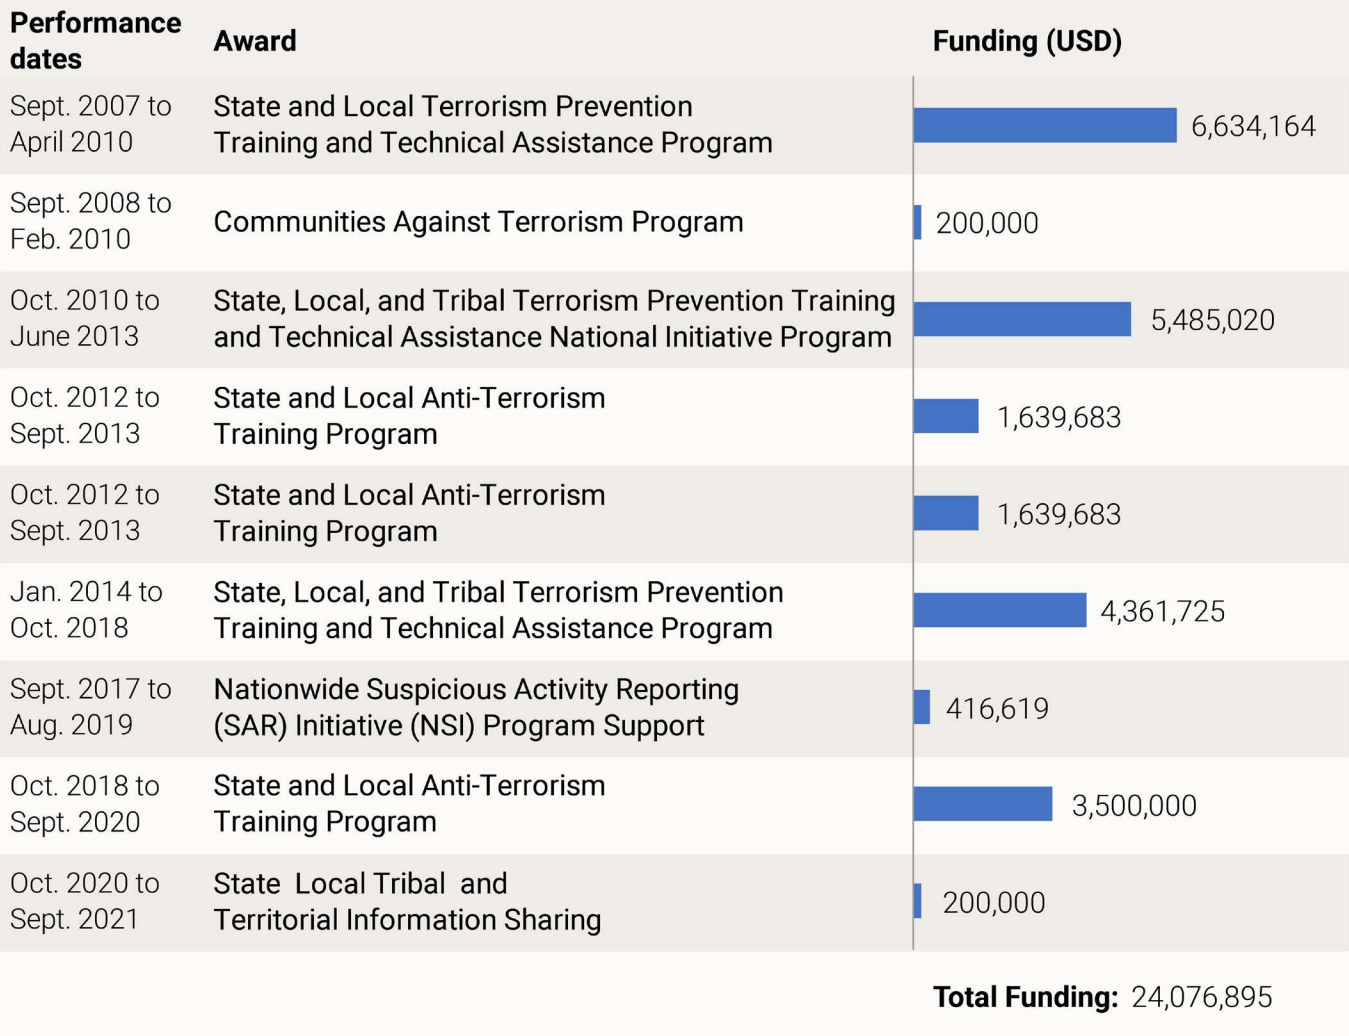 Performance
dates
Award
Funding (USD)
Sept. 2007 to
April 2010
State and Local Terrorism Prevention
Training and Technical Assistance Program
6,634,164
Sept. 2008 to
Feb. 2010
Communities Against Terrorism Program
200,000
Oct. 2010 to
June 2013
State, Local, and Tribal Terrorism Prevention Training
and Technical Assistance National Initiative Program
5,485,020
Oct. 2012 to
Sept. 2013
State and Local Anti-Terrorism
Training Program
1,639,683
Oct. 2012 to
Sept. 2013
State and Local Anti-Terrorism
Training Program
1,639,683
Jan. 2014 to
Oct. 2018
State, Local, and Tribal Terrorism Prevention
Training and Technical Assistance Program
4,361,725
Sept. 2017 to
Aug. 2019
Nationwide Suspicious Activity Reporting
(SAR) Initiative (NSI) Program Support
416,619
Oct. 2018 to
Sept. 2020
State and Local Anti-Terrorism
Training Program
3,500,000
Oct. 2020 to
Sept. 2021
State Local Tribal and
Territorial Information Sharing
200,000
Total Funding: 24,076,895